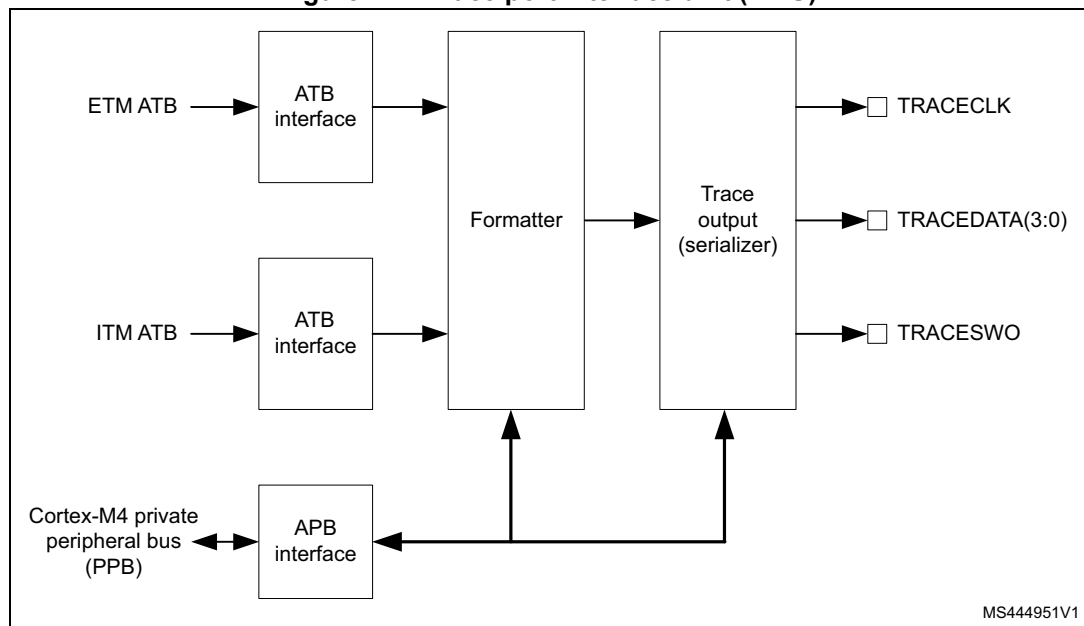 ETM ATB
ATB
interface
Formatter
Trace
output
(serializer)
TRACECLK
TRACEDATA(3:0)
TRACESWO
ITM ATB
ATB
interface
Cortex-M4 private
peripheral bus
(PPB)
APB
interface
MS444951V1